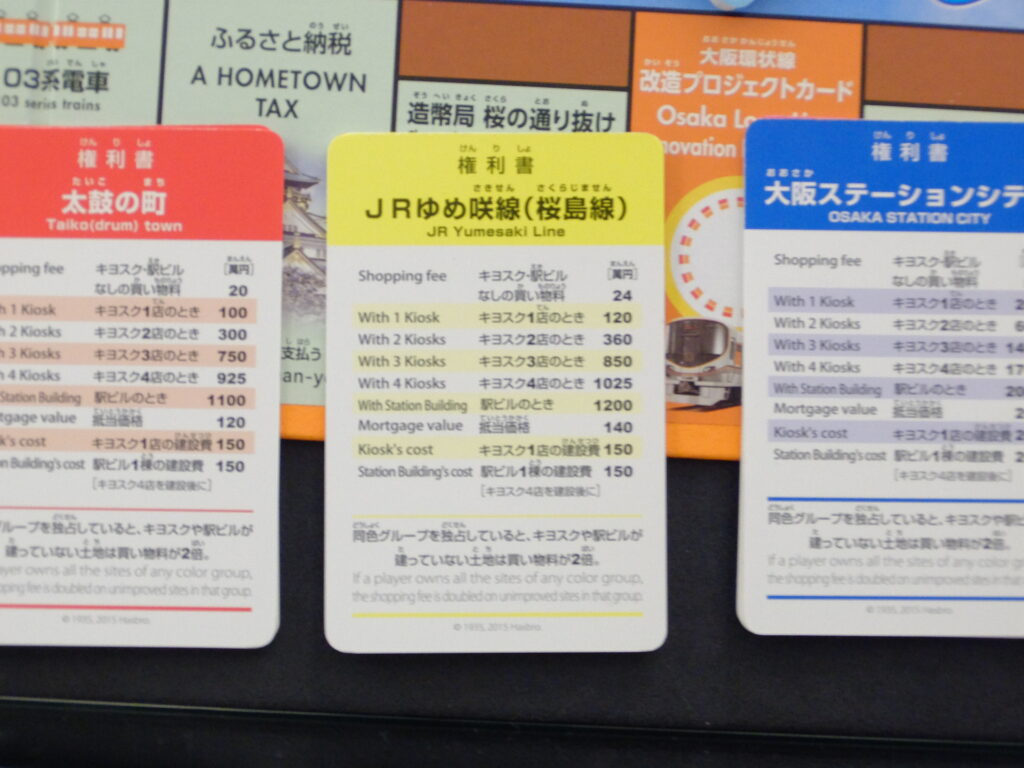 03系電車
03 series trains
ふるさと納税
A HOMETOWN
TAX
造幣局 桜の通り抜け
大阪環状線
改造プロジェクトカード
Osaka
支払う
権利書
太鼓の町
Taiko(drum) town
キヨスク・駅ビル [萬円]
なしの買い物料 20
1 Kiosk キヨスク1店のとき 100
2 Kiosks キヨスク2店のとき 300
3 Kiosks キヨスク3店のとき 750
4 Kiosks キヨスク4店のとき 925
Station Building 駅ビルのとき 1100
value 抵当価格 120
cost キヨスク1店の建設費 150
Building's cost 駅ビル1棟の建設費 150
[キヨスク4店を建設後に]
グループを独占していると、キヨスクや駅ビルが
建っていない土地は買い物料が2倍。
owns all the sites of any color group,
fee is doubled on unimproved sites in that group.
© 1935, 2015 Hasbro.
権利書
JRゆめ咲線(桜島線)
JR Yumesaki Line
Shopping fee キヨスク・駅ビル [萬円]
なしの買い物料 24
With 1 Kiosk キヨスク1店のとき 120
With 2 Kiosks キヨスク2店のとき 360
With 3 Kiosks キヨスク3店のとき 850
With 4 Kiosks キヨスク4店のとき 1025
With Station Building 駅ビルのとき 1200
Mortgage value 抵当価格 140
Kiosk's cost キヨスク1店の建設費 150
Station Building's cost 駅ビル1棟の建設費 150
[キヨスク4店を建設後に]
同色グループを独占していると、キヨスクや駅ビルが
建っていない土地は買い物料が2倍。
If a player owns all the sites of any color group,
the shopping fee is doubled on unimproved sites in that group.
© 1935, 2015 Hasbro.
権利書
大阪ステーションシテ
OSAKA STATION CITY
Shopping fee キヨスク・駅ビル
なしの買い物料
With 1 Kiosk キヨスク1店のとき
With 2 Kiosks キヨスク2店のとき
With 3 Kiosks キヨスク3店のとき
With 4 Kiosks キヨスク4店のとき
With Station Building 駅ビルのとき
Mortgage value 抵当価格
Kiosk's cost キヨスク1店の建設費
Station Building's cost 駅ビル1棟の建設費
[キヨスク4店を建設後に]
同色グループを独占していると、キヨスクや駅ビ
建っていない土地は買い物料が2倍。
If a player owns all the sites of any color
the shopping fee is doubled on unimproved sites in
© 1935, 2015 Hasbro.